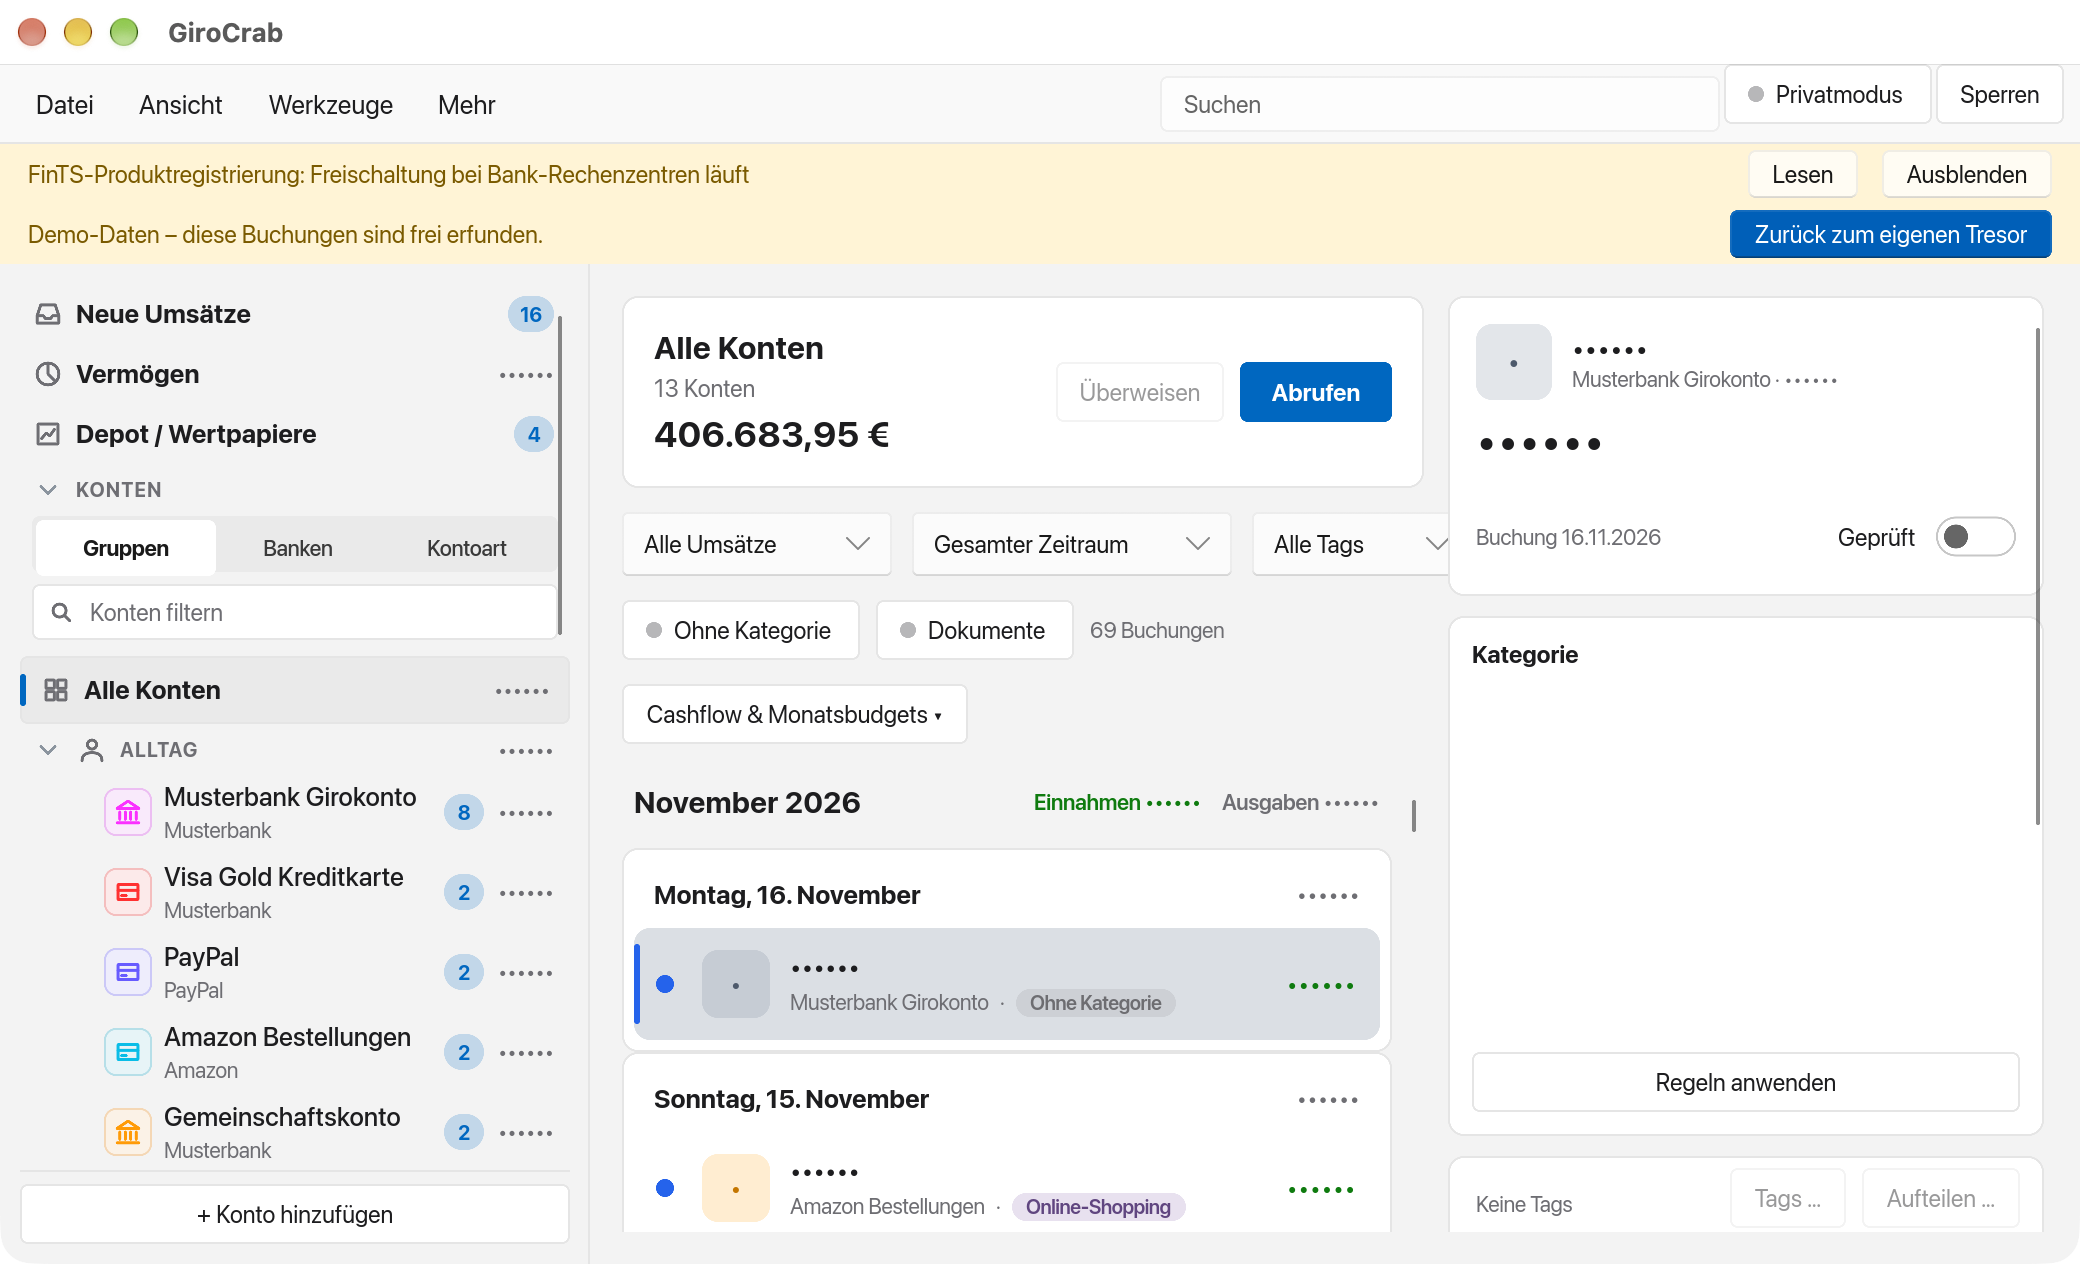 GiroCrab
Datei Ansicht Werkzeuge Mehr
Suchen
Privatmodus
Sperren
FinTS-Produktregistrierung: Freischaltung bei Bank-Rechenzentren läuft
Lesen
Ausblenden
Demo-Daten – diese Buchungen sind frei erfunden.
Zurück zum eigenen Tresor
Neue Umsätze 16
Vermögen ······
Depot / Wertpapiere 4
KONTEN
Gruppen Banken Kontoart
Konten filtern
Alle Konten ······
ALLTAG ······
Musterbank Girokonto
Musterbank
8 ······
Visa Gold Kreditkarte
Musterbank
2 ······
PayPal
PayPal
2 ······
Amazon Bestellungen
Amazon
2 ······
Gemeinschaftskonto
Musterbank
2 ······
+ Konto hinzufügen
Alle Konten
13 Konten
406.683,95 €
Überweisen
Abrufen
Alle Umsätze
Gesamter Zeitraum
Alle Tags
Ohne Kategorie
Dokumente
69 Buchungen
Cashflow & Monatsbudgets ▾
November 2026
Einnahmen ······ Ausgaben ······
Montag, 16. November ······
······
Musterbank Girokonto · Ohne Kategorie
······
Sonntag, 15. November ······
······
Amazon Bestellungen · Online-Shopping
······
······
Musterbank Girokonto · ······
••••••
Buchung 16.11.2026
Geprüft
Kategorie
Regeln anwenden
Keine Tags
Tags ...
Aufteilen ...